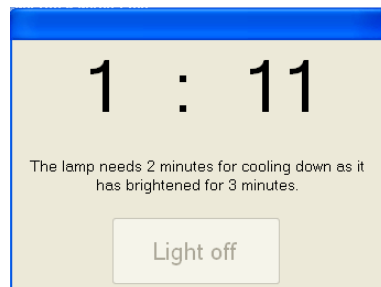 1 : 11
The lamp needs 2 minutes for cooling down as it
has brightened for 3 minutes.
Light off